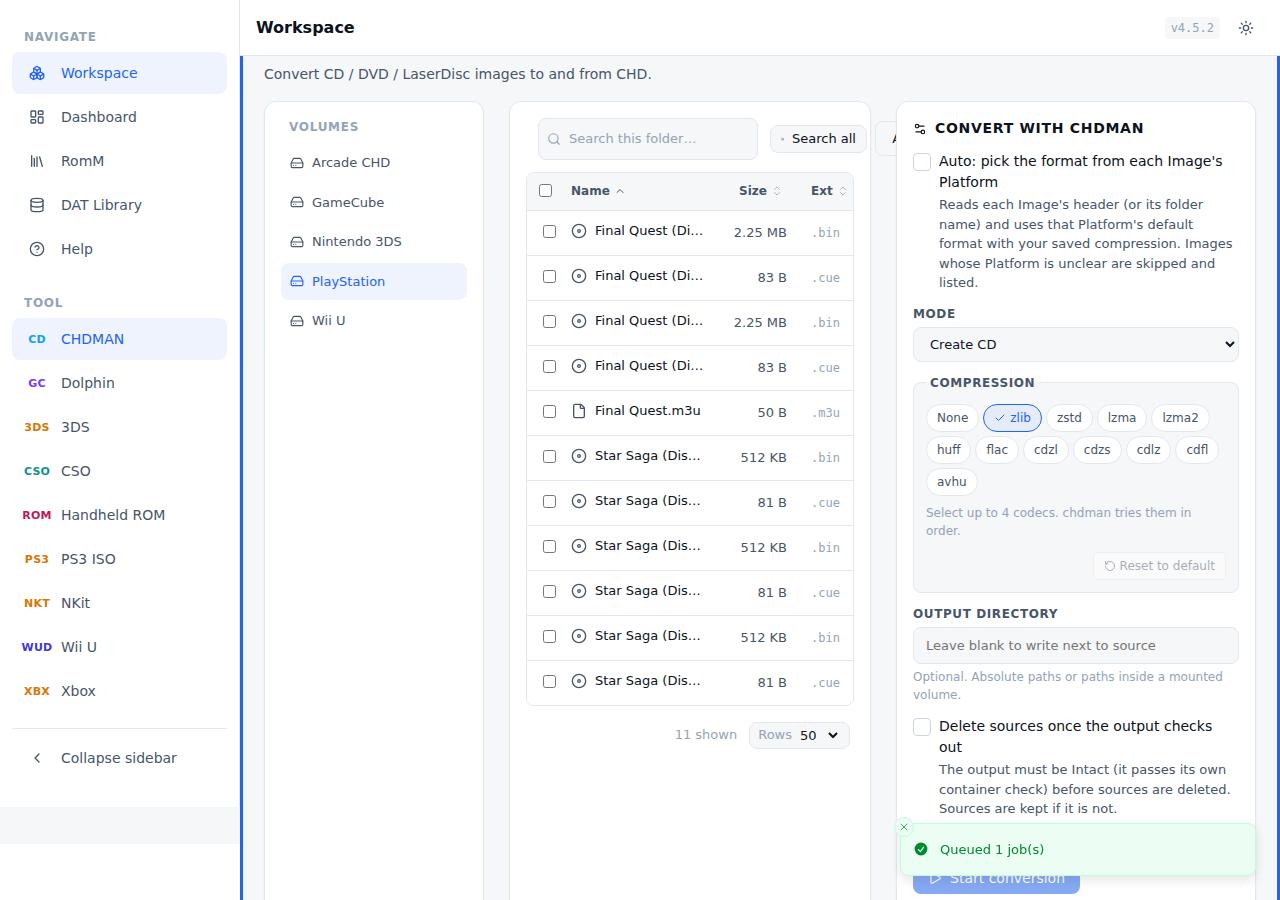 NAVIGATE
Workspace
Dashboard
RomM
DAT Library
Help
TOOL
CD CHDMAN
GC Dolphin
3DS 3DS
CSO CSO
ROM Handheld ROM
PS3 PS3 ISO
NKT NKit
WUD Wii U
XBX Xbox
Collapse sidebar
Workspace
v4.5.2
Convert CD / DVD / LaserDisc images to and from CHD.
VOLUMES
Arcade CHD
GameCube
Nintendo 3DS
PlayStation
Wii U
Search this folder…
Search all
Name Size Ext
Final Quest (Di… 2.25 MB .bin
Final Quest (Di… 83 B .cue
Final Quest (Di… 2.25 MB .bin
Final Quest (Di… 83 B .cue
Final Quest.m3u 50 B .m3u
Star Saga (Dis… 512 KB .bin
Star Saga (Dis… 81 B .cue
Star Saga (Dis… 512 KB .bin
Star Saga (Dis… 81 B .cue
Star Saga (Dis… 512 KB .bin
Star Saga (Dis… 81 B .cue
11 shown Rows 50
CONVERT WITH CHDMAN
Auto: pick the format from each Image's
Platform
Reads each Image's header (or its folder
name) and uses that Platform's default
format with your saved compression. Images
whose Platform is unclear are skipped and
listed.
MODE
Create CD
COMPRESSION
None zlib zstd lzma lzma2
huff flac cdzl cdzs cdlz cdfl
avhu
Select up to 4 codecs. chdman tries them in
order.
Reset to default
OUTPUT DIRECTORY
Leave blank to write next to source
Optional. Absolute paths or paths inside a mounted
volume.
Delete sources once the output checks
out
The output must be Intact (it passes its own
container check) before sources are deleted.
Sources are kept if it is not.
Queued 1 job(s)
Start conversion